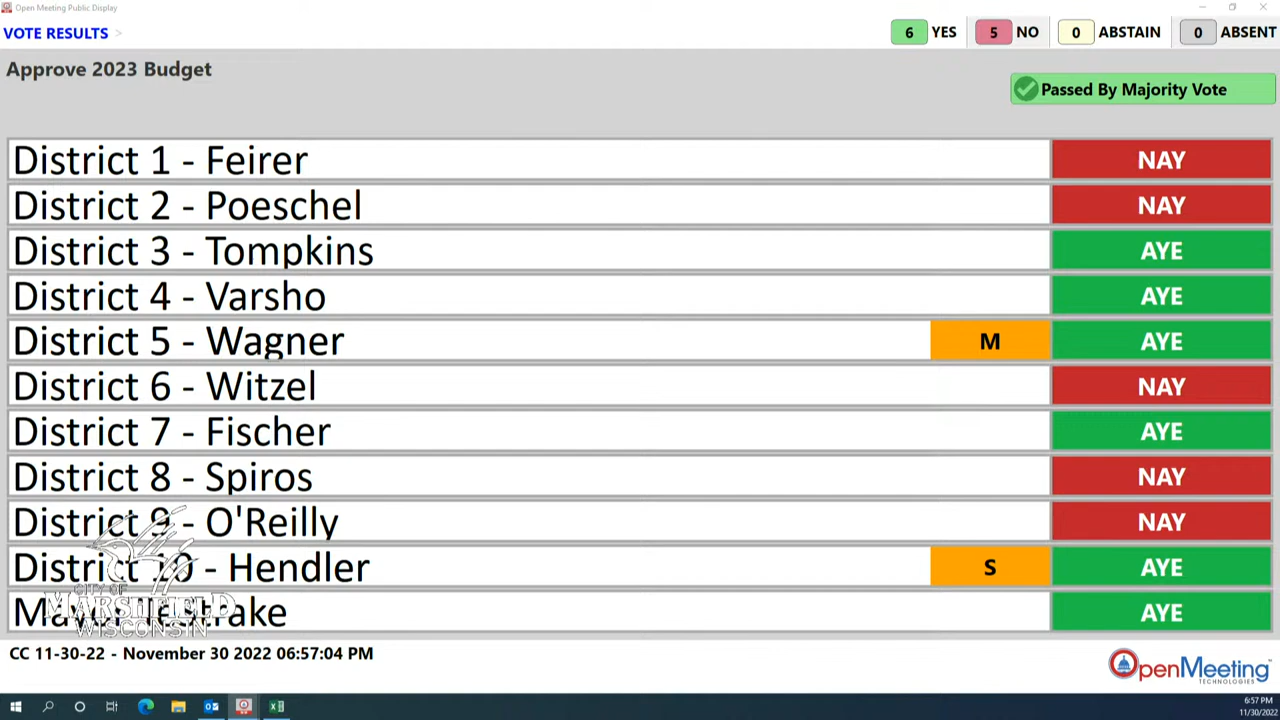 Open Meeting Public Display
VOTE RESULTS >
6 YES 5 NO 0 ABSTAIN 0 ABSENT
Approve 2023 Budget
Passed By Majority Vote
District 1 - Feirer NAY
District 2 - Poeschel NAY
District 3 - Tompkins AYE
District 4 - Varsho AYE
District 5 - Wagner M AYE
District 6 - Witzel NAY
District 7 - Fischer AYE
District 8 - Spiros NAY
District 9 - O'Reilly NAY
District 10 - Hendler S AYE
Mayor AYE
CITY OF
MARSHFIELD
WISCONSIN
CC 11-30-22 - November 30 2022 06:57:04 PM
OpenMeeting
TECHNOLOGIES
6:57 PM
11/30/2022